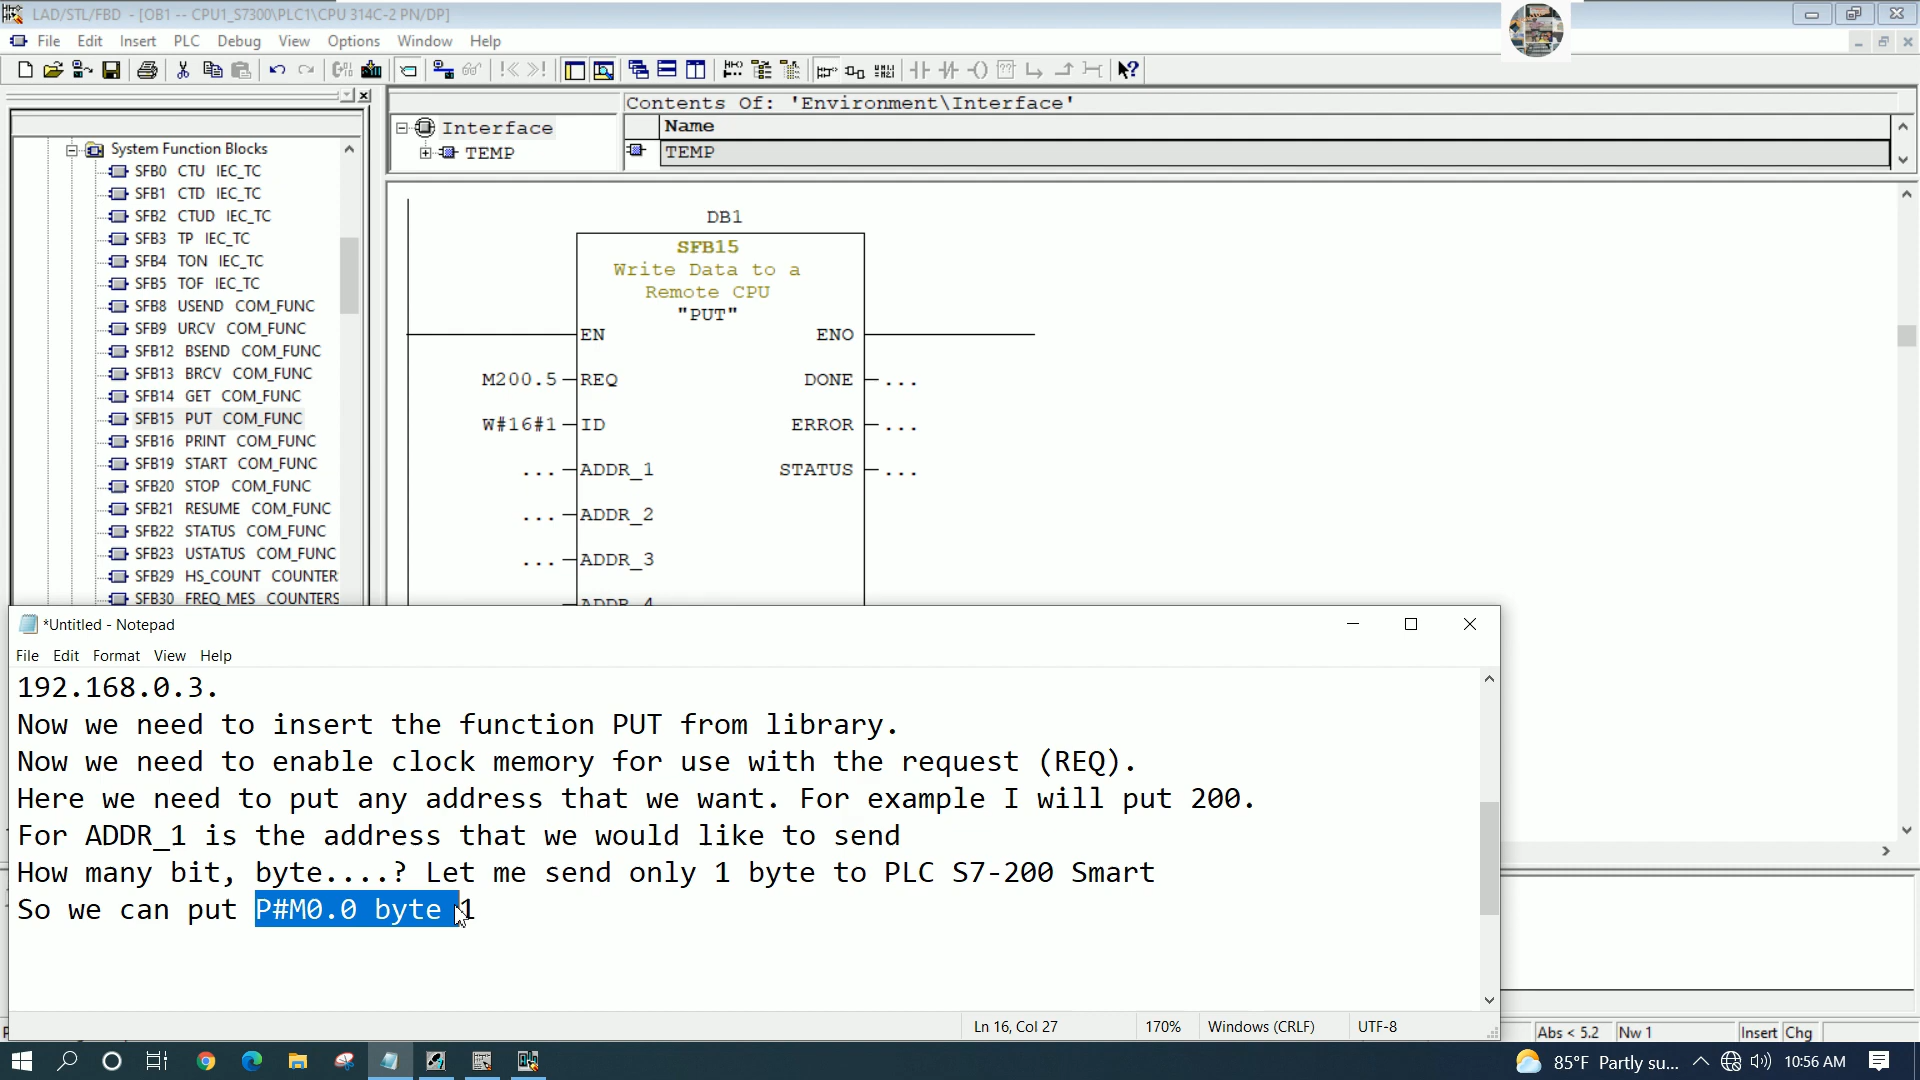 LAD/STL/FBD - [OB1 -- CPU1_S7300\PLC1\CPU 314C-2 PN/DP]
File Edit Insert PLC Debug View Options Window Help
Contents Of: 'Environment\Interface'
Interface
Name
TEMP
TEMP
System Function Blocks
SFB0 CTU IEC_TC
SFB1 CTD IEC_TC
SFB2 CTUD IEC_TC
SFB3 TP IEC_TC
SFB4 TON IEC_TC
SFB5 TOF IEC_TC
SFB8 USEND COM_FUNC
SFB9 URCV COM_FUNC
SFB12 BSEND COM_FUNC
SFB13 BRCV COM_FUNC
SFB14 GET COM_FUNC
SFB15 PUT COM_FUNC
SFB16 PRINT COM_FUNC
SFB19 START COM_FUNC
SFB20 STOP COM_FUNC
SFB21 RESUME COM_FUNC
SFB22 STATUS COM_FUNC
SFB23 USTATUS COM_FUNC
SFB29 HS_COUNT COUNTER
SFB30 FREQ_MES COUNTERS
DB1
SFB15
Write Data to a
Remote CPU
"PUT"
EN ENO
M200.5 REQ DONE ...
W#16#1 ID ERROR ...
... ADDR_1 STATUS ...
... ADDR_2
... ADDR_3
ADDR_4
*Untitled - Notepad
File Edit Format View Help
192.168.0.3.
Now we need to insert the function PUT from library.
Now we need to enable clock memory for use with the request (REQ).
Here we need to put any address that we want. For example I will put 200.
For ADDR_1 is the address that we would like to send
How many bit, byte....? Let me send only 1 byte to PLC S7-200 Smart
So we can put P#M0.0 byte 1
Ln 16, Col 27 170% Windows (CRLF) UTF-8
Abs < 5.2 Nw 1 Insert Chg
85°F Partly su... 10:56 AM